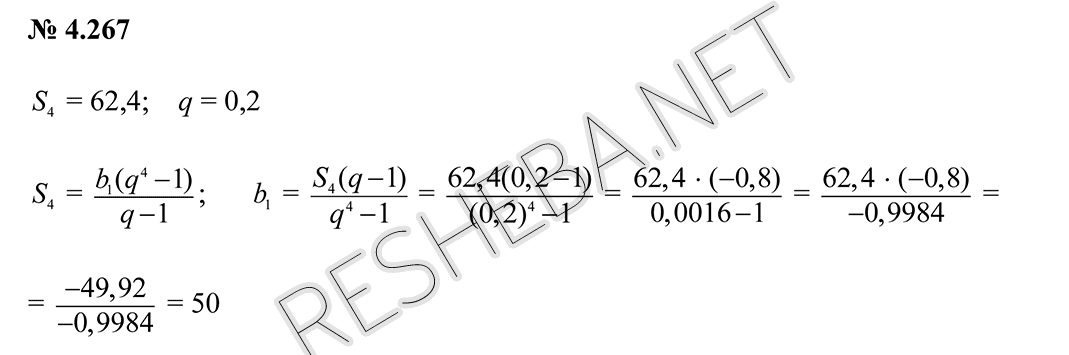 № 4.267
S₄ = 62,4; q = 0,2
S₄ = b₁(q⁴ − 1) / (q − 1); b₁ = S₄(q − 1) / (q⁴ − 1) = 62,4(0,2 − 1) / ((0,2)⁴ − 1) = 62,4 · (−0,8) / (0,0016 − 1) = 62,4 · (−0,8) / (−0,9984) =
= −49,92 / −0,9984 = 50
RESHEBA.NET